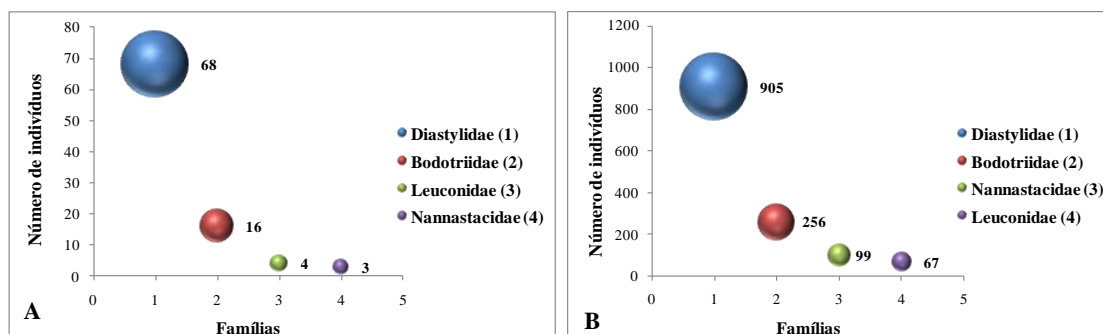 80
70
60
50
40
30
20
10
0
0 1 2 3 4 5
Número de indivíduos
Famílias
68
16
4
3
Diastylidae (1)
Bodotriidae (2)
Leuconidae (3)
Nannastacidae (4)
A
1200
1000
800
600
400
200
0
0 1 2 3 4 5
Número de indivíduos
Famílias
905
256
99
67
Diastylidae (1)
Bodotriidae (2)
Nannastacidae (3)
Leuconidae (4)
B